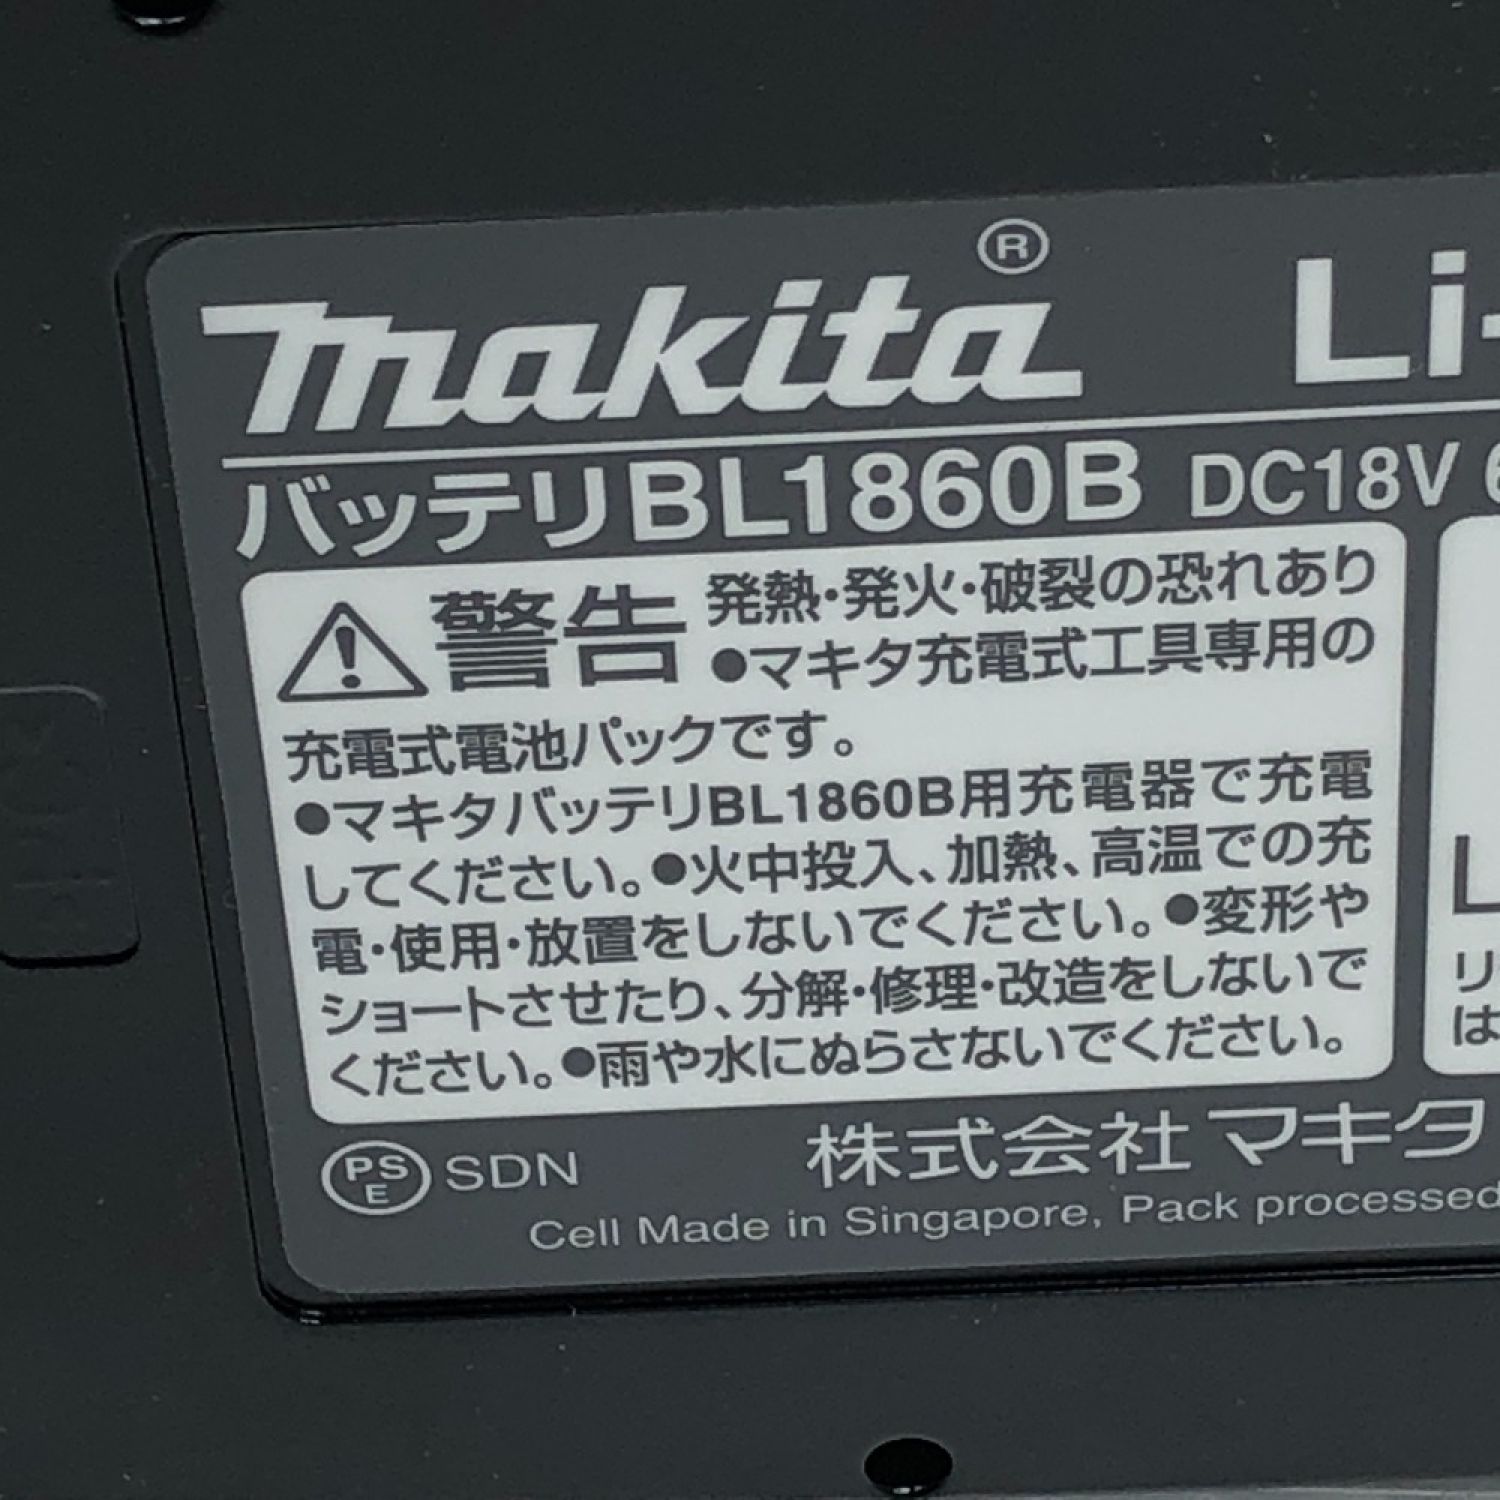 makita®
Li-
バッテリBL1860B DC18V 6
警告 発熱・発火・破裂の恐れあり
●マキタ充電式工具専用の
充電式電池パックです。
●マキタバッテリBL1860B用充電器で充電
してください。●火中投入、加熱、高温での充
電・使用・放置をしないでください。●変形や
ショートさせたり、分解・修理・改造をしないで
ください。●雨や水にぬらさないでください。
L
リ
は
PSE SDN
株式会社マキタ
Cell Made in Singapore, Pack processed